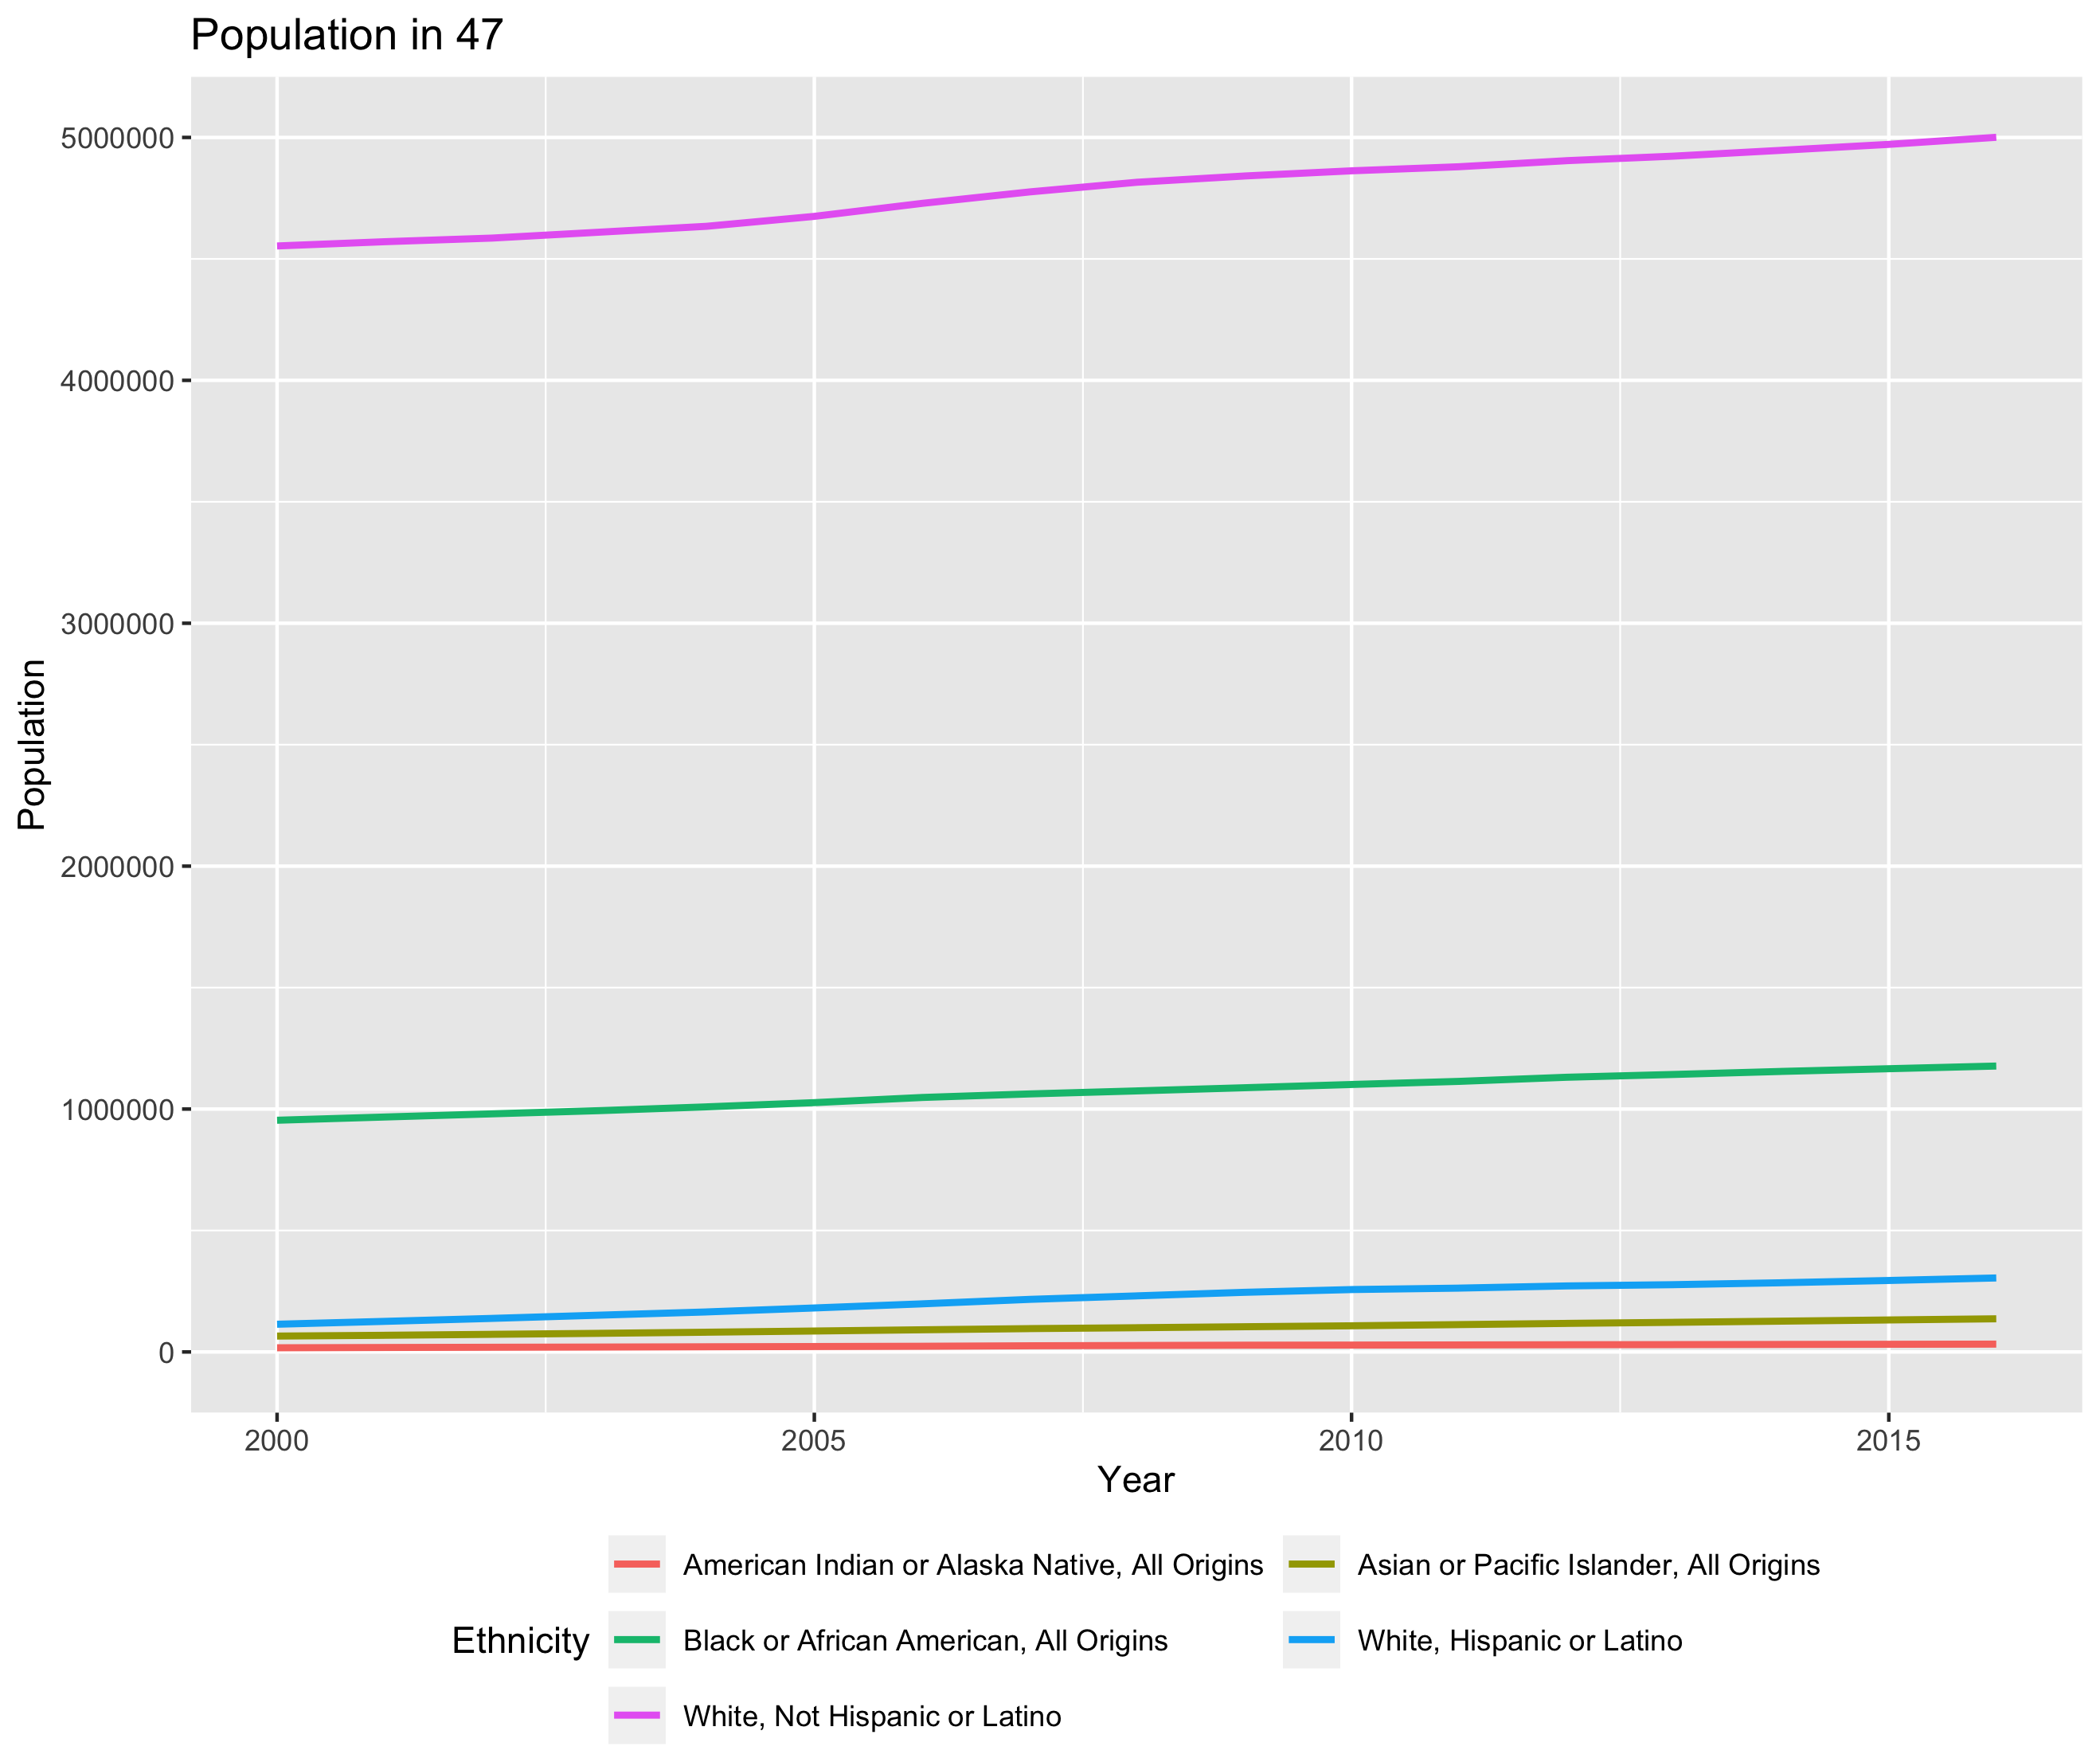 Population in 47
Population
5000000
4000000
3000000
2000000
1000000
0
2000 2005 2010 2015
Year
Ethnicity
American Indian or Alaska Native, All Origins
Asian or Pacific Islander, All Origins
Black or African American, All Origins
White, Hispanic or Latino
White, Not Hispanic or Latino